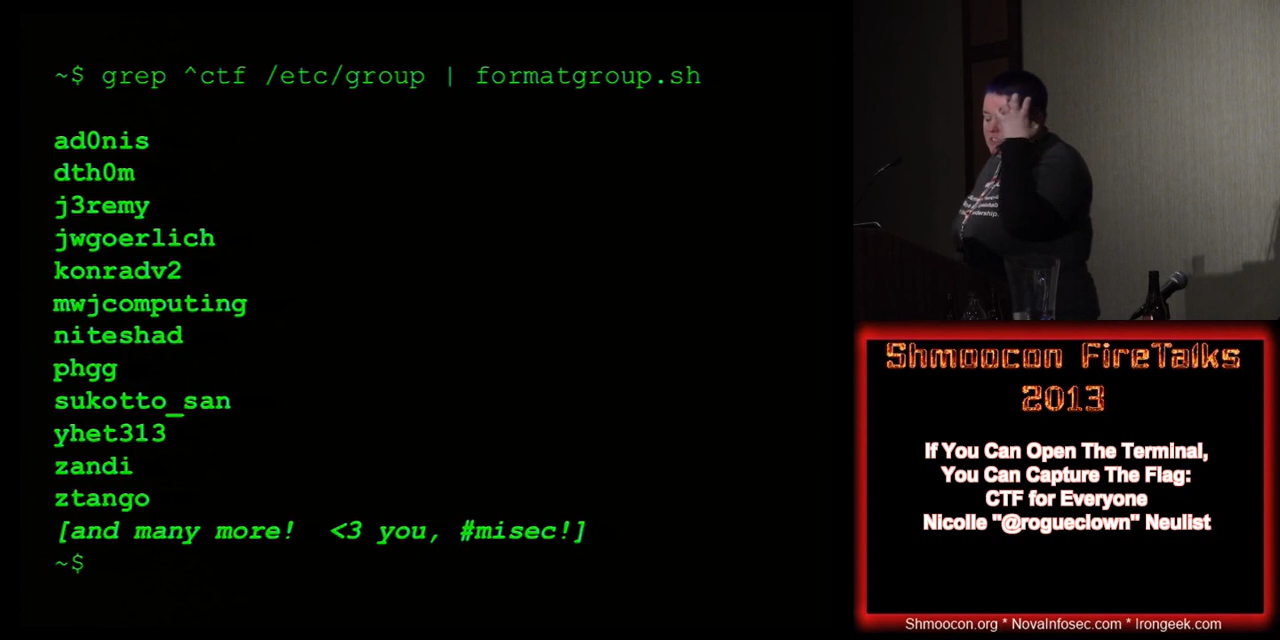 ~$ grep ^ctf /etc/group | formatgroup.sh
ad0nis
dth0m
j3remy
jwgoerlich
konradv2
mwjcomputing
niteshad
phgg
sukotto_san
yhet313
zandi
ztango
[and many more!  <3 you, #misec!]
~$
Shmoocon FireTalks
2013
If You Can Open The Terminal,
You Can Capture The Flag:
CTF for Everyone
Nicolle "@rogueclown" Neulist
Shmoocon.org * NovaInfosec.com * Irongeek.com